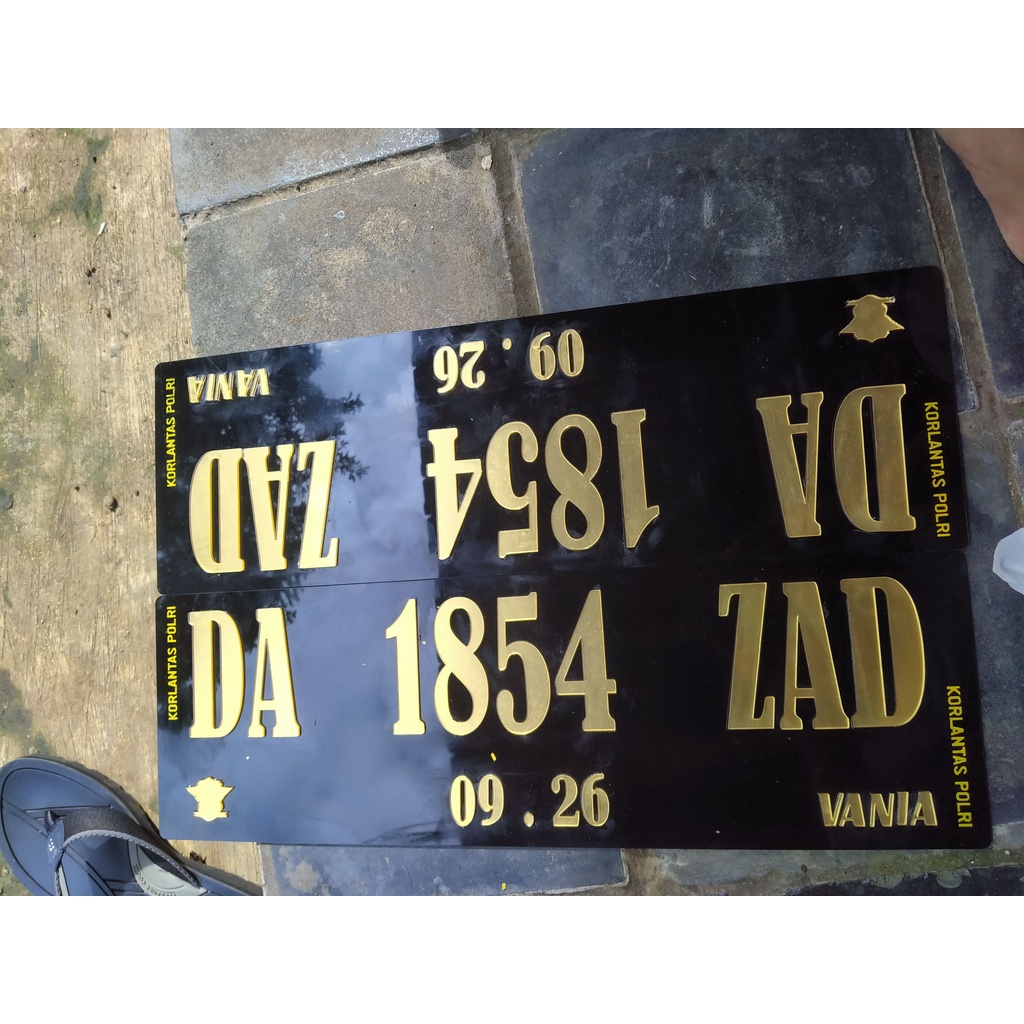 KORLANTAS POLRI
DA 1854 ZAD
09 . 26
VANIA
KORLANTAS POLRI
KORLANTAS POLRI
DA 1854 ZAD
09 . 26
VANIA
KORLANTAS POLRI